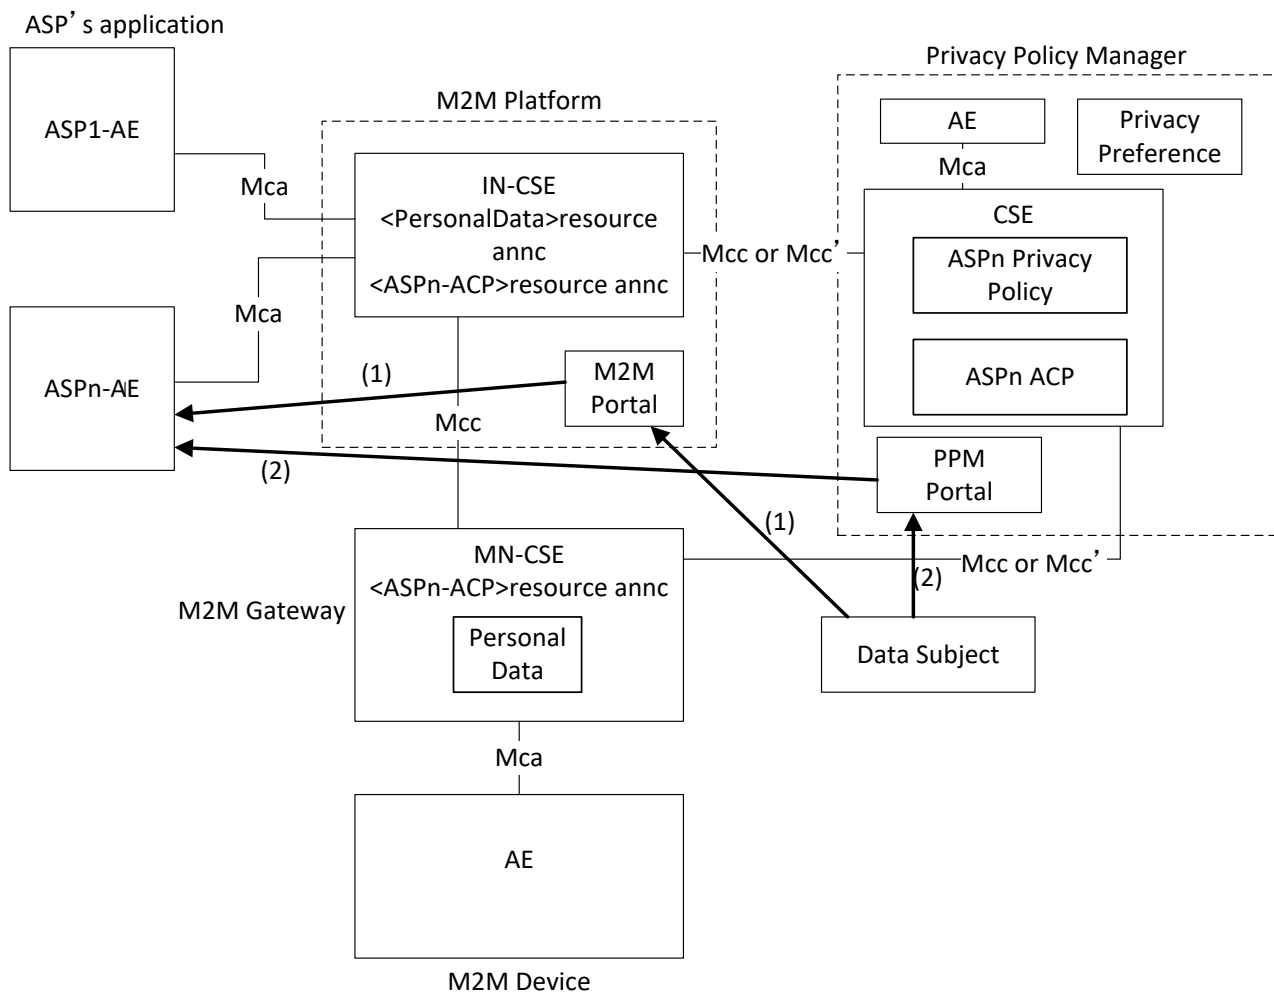 ASP’s application
Privacy Policy Manager
M2M Platform
ASP1-AE
AE
Privacy
Preference
Mca
Mca
IN-CSE
<PersonalData>resource
annc
<ASPn-ACP>resource annc
CSE
Mcc or Mcc’
ASPn Privacy
Policy
Mca
ASPn-AE
(1)
M2M
Portal
ASPn ACP
Mcc
(2)
PPM
Portal
(1)
MN-CSE
<ASPn-ACP>resource annc
Mcc or Mcc’
(2)
M2M Gateway
Personal
Data
Data Subject
Mca
AE
M2M Device